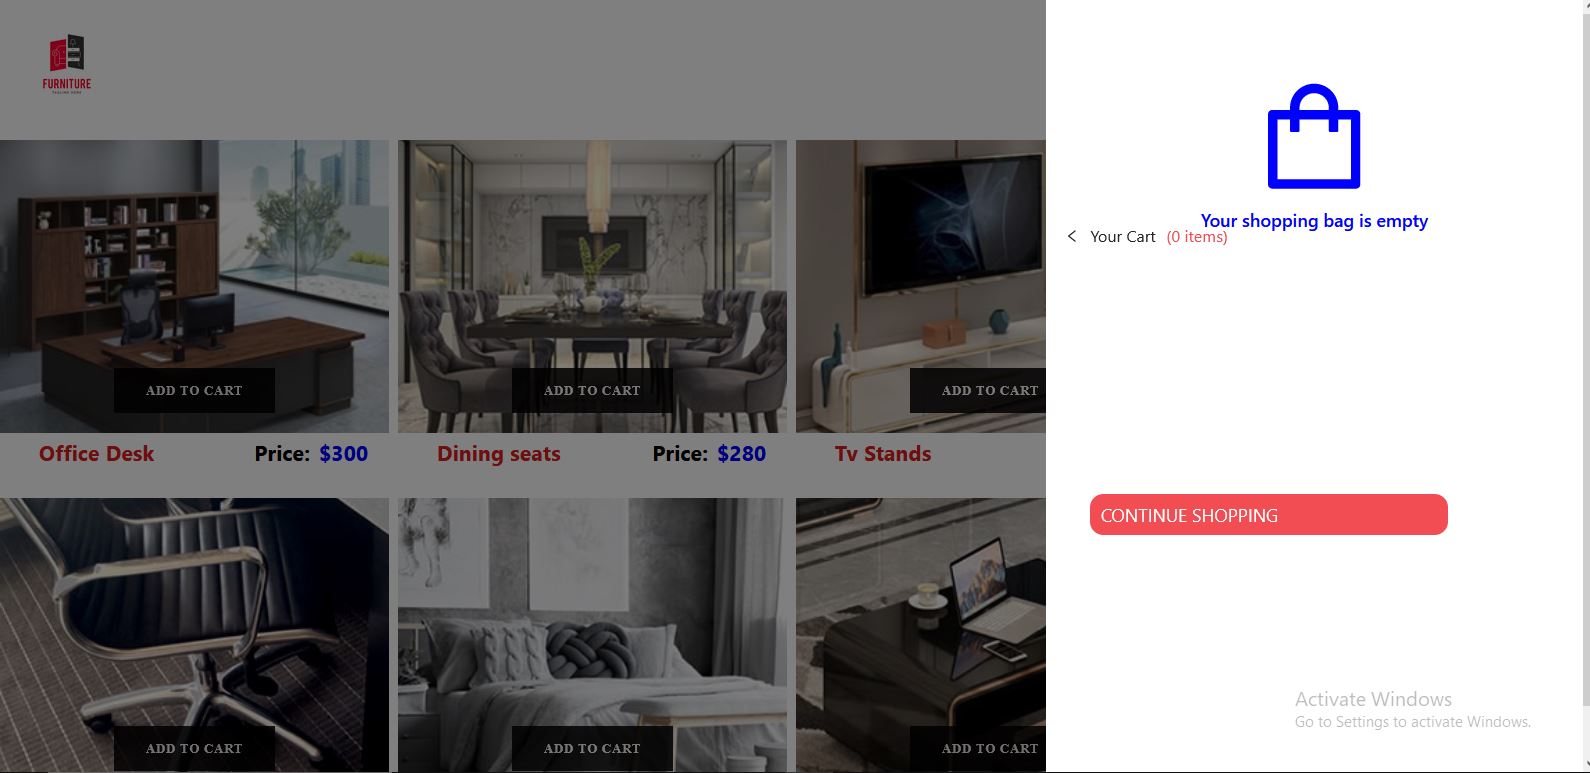 FURNITURE
TAGLINE HERE
ADD TO CART
ADD TO CART
ADD TO CART
Office Desk
Price: $300
Dining seats
Price: $280
Tv Stands
ADD TO CART
ADD TO CART
ADD TO CART
Your shopping bag is empty
Your Cart (0 items)
CONTINUE SHOPPING
Activate Windows
Go to Settings to activate Windows.